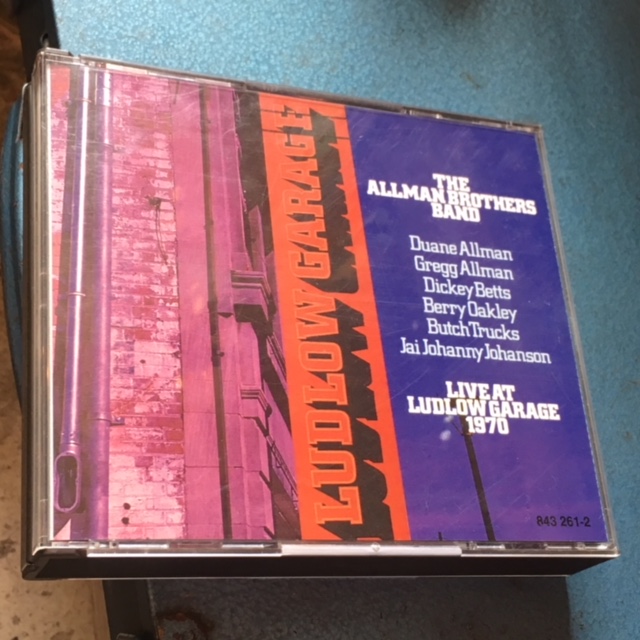 LUDLOW GARAGE
THE
ALLMAN BROTHERS
BAND
Duane Allman
Gregg Allman
Dickey Betts
Berry Oakley
Butch Trucks
Jai Johanny Johanson
LIVE AT
LUDLOW GARAGE
1970
843 261-2